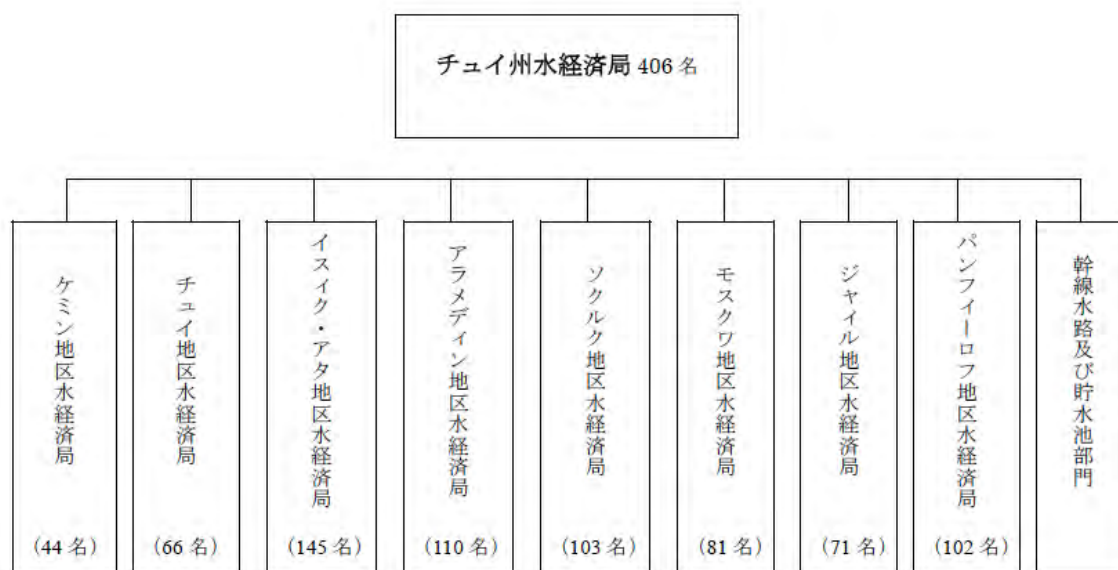 チュイ州水経済局 406 名
ケミン地区水経済局
(44 名)
チュイ地区水経済局
(66 名)
イスィク・アタ地区水経済局
(145 名)
アラメディン地区水経済局
(110 名)
ソクルク地区水経済局
(103 名)
モスクワ地区水経済局
(81 名)
ジャイル地区水経済局
(71 名)
パンフィーロフ地区水経済局
(102 名)
幹線水路及び貯水池部門